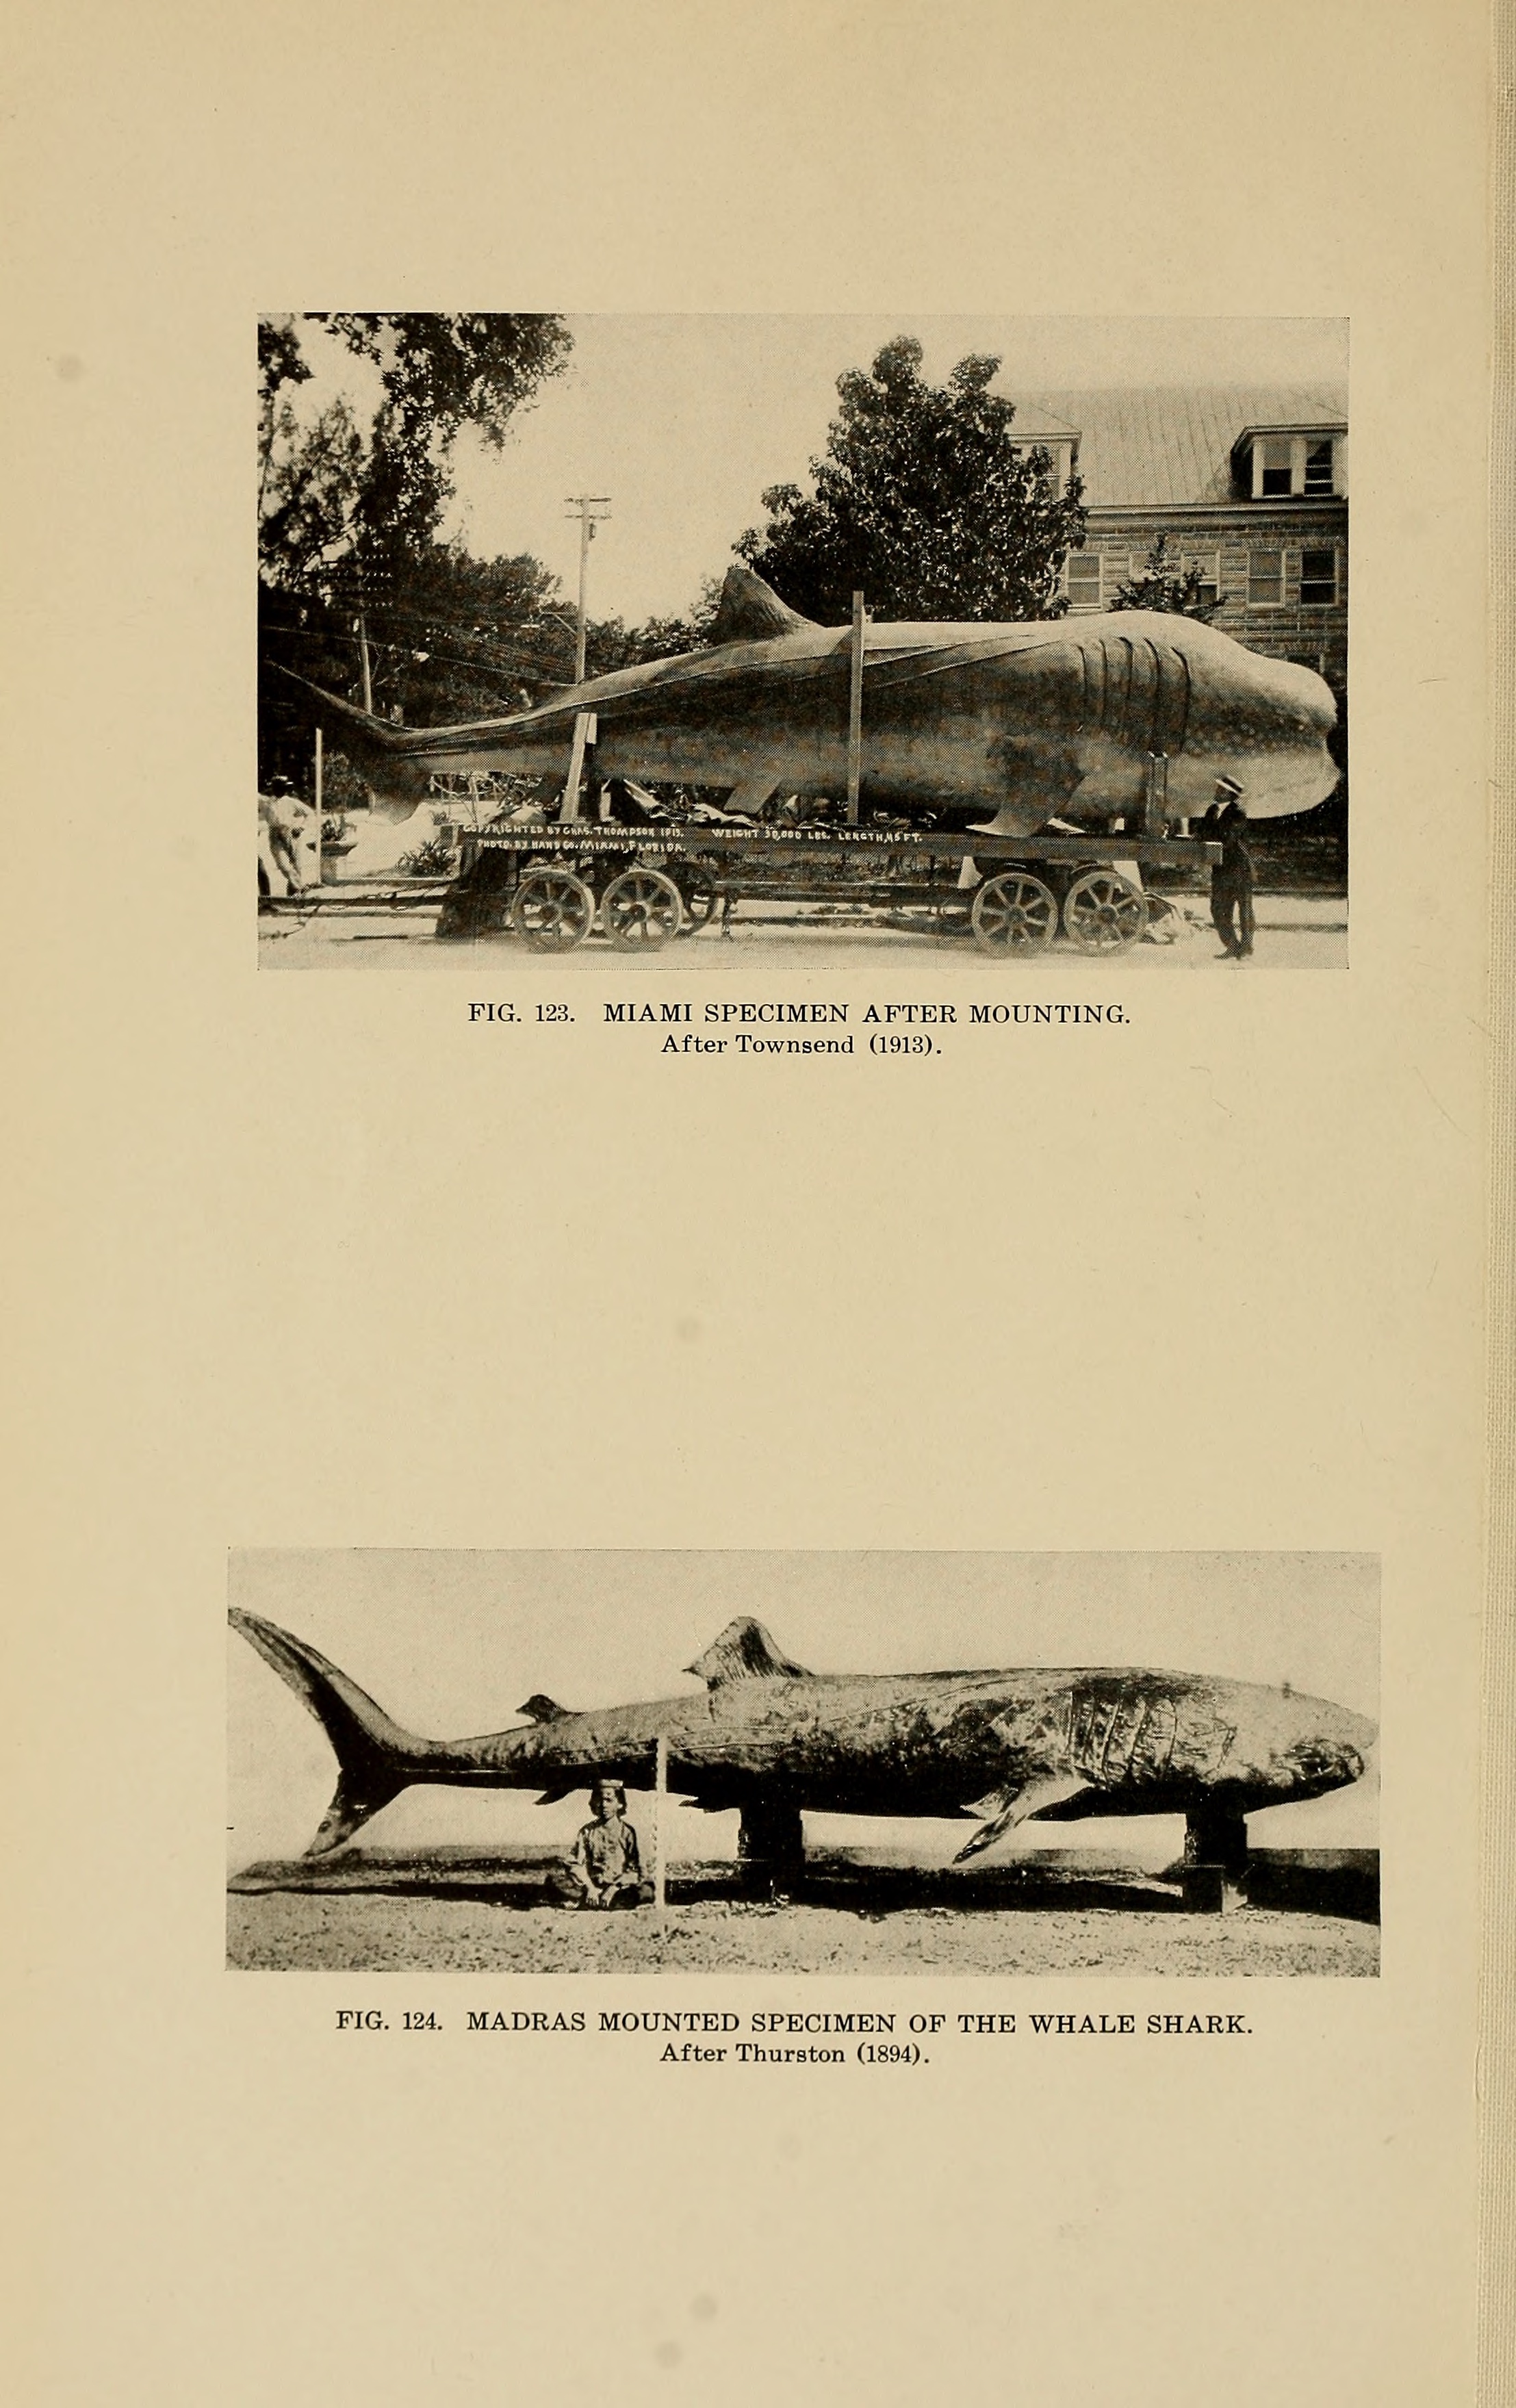 COPYRIGHTED BY CHAS. THOMPSON 1913. WEIGHT 30,000 LBS. LENGTH, 45 FT.
PHOTO. BY HAND CO. MIAMI, FLORIDA.
FIG. 123. MIAMI SPECIMEN AFTER MOUNTING.
After Townsend (1913).
FIG. 124. MADRAS MOUNTED SPECIMEN OF THE WHALE SHARK.
After Thurston (1894).